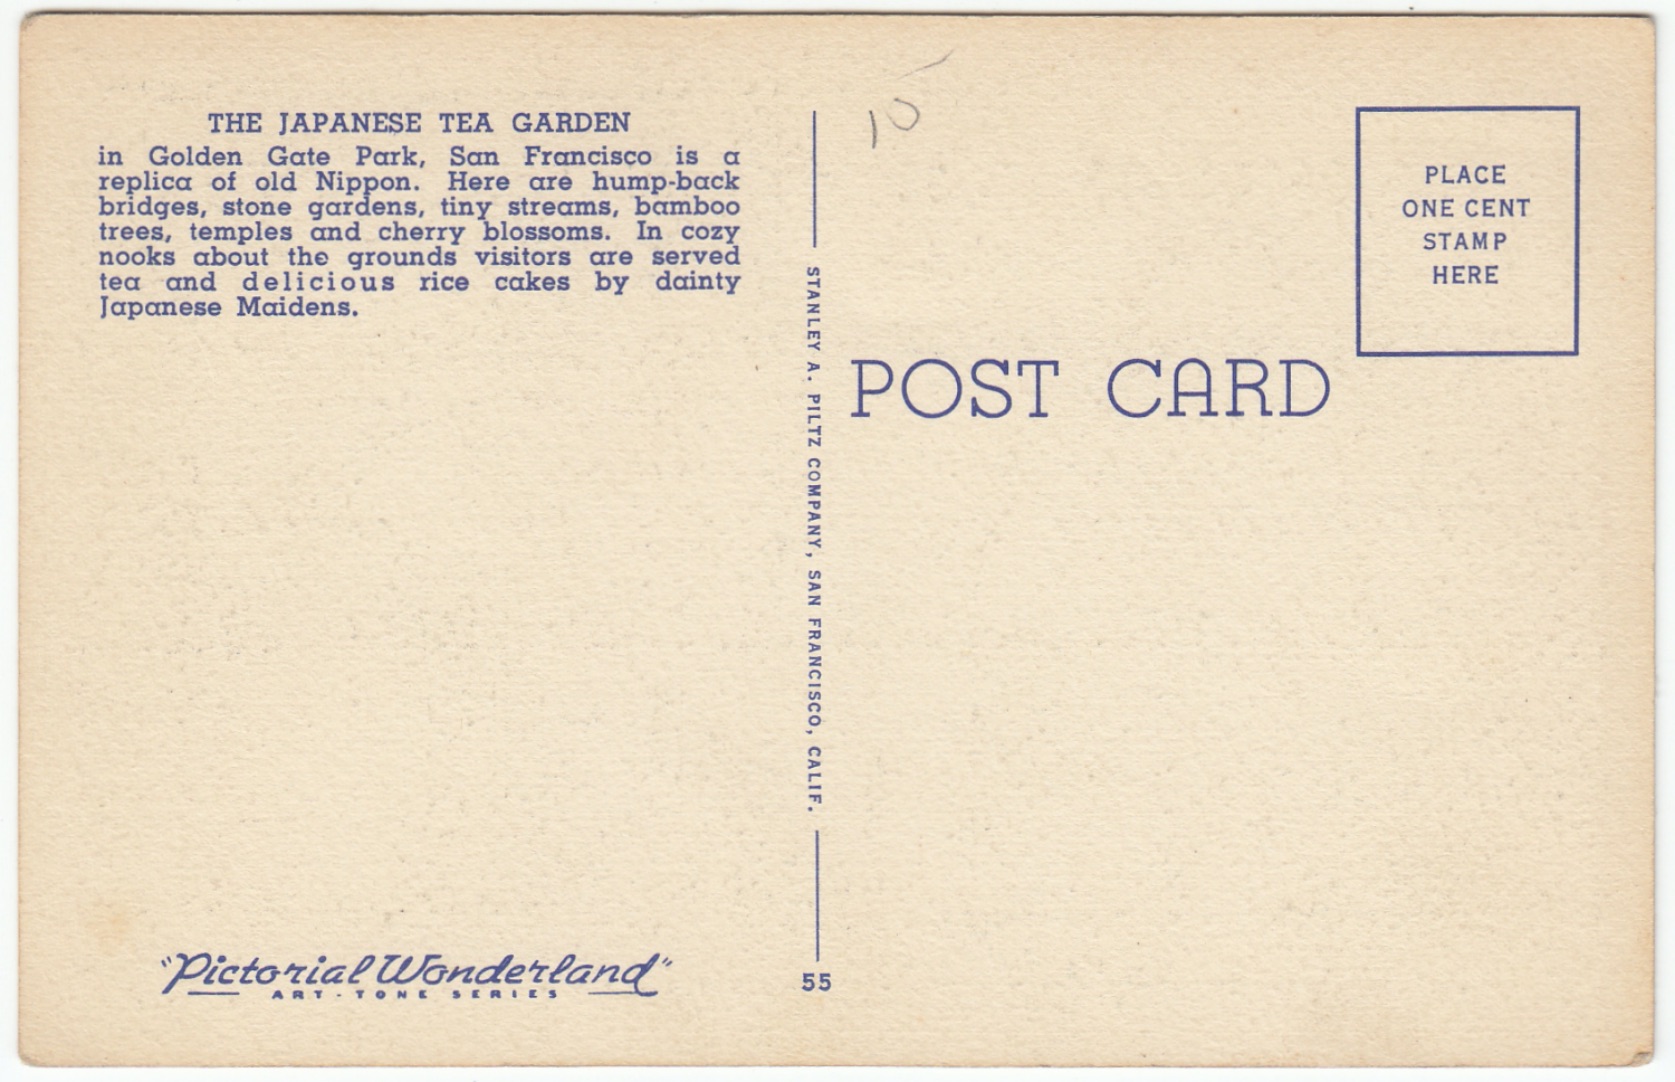 THE JAPANESE TEA GARDEN
in Golden Gate Park, San Francisco is a
replica of old Nippon. Here are hump-back
bridges, stone gardens, tiny streams, bamboo
trees, temples and cherry blossoms. In cozy
nooks about the grounds visitors are served
tea and delicious rice cakes by dainty
Japanese Maidens.
"Pictorial Wonderland"
ART-TONE SERIES
STANLEY A. PILTZ COMPANY, SAN FRANCISCO, CALIF.
55
10
POST CARD
PLACE
ONE CENT
STAMP
HERE